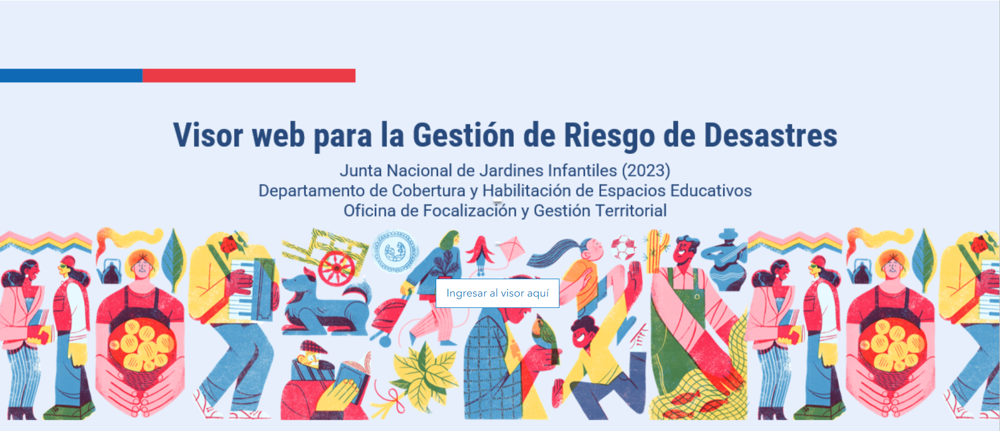 Visor web para la Gestión de Riesgo de Desastres
Junta Nacional de Jardines Infantiles (2023)
Departamento de Cobertura y Habilitación de Espacios Educativos
Oficina de Focalización y Gestión Territorial
Ingresar al visor aquí